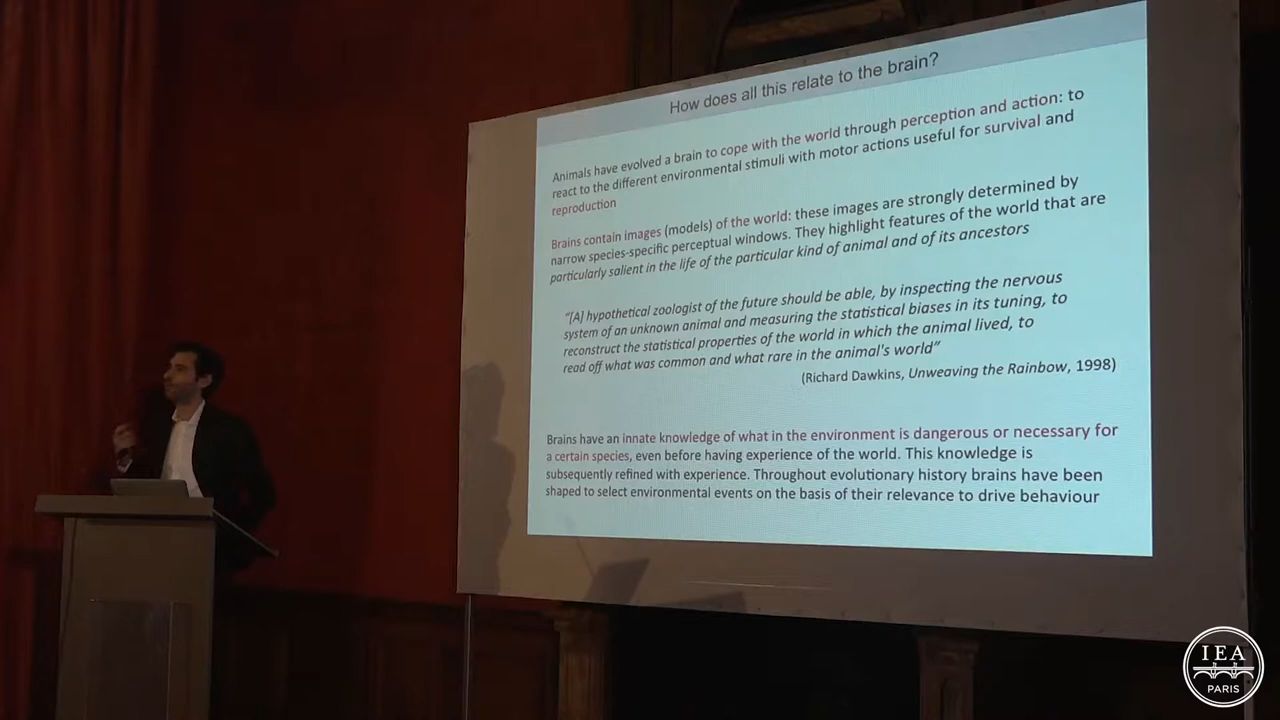 How does all this relate to the brain?
Animals have evolved a brain to cope with the world through perception and action: to
react to the different environmental stimuli with motor actions useful for survival and
reproduction
Brains contain images (models) of the world: these images are strongly determined by
narrow species-specific perceptual windows. They highlight features of the world that are
particularly salient in the life of the particular kind of animal and of its ancestors
“[A] hypothetical zoologist of the future should be able, by inspecting the nervous
system of an unknown animal and measuring the statistical biases in its tuning, to
reconstruct the statistical properties of the world in which the animal lived, to
read off what was common and what rare in the animal's world”
(Richard Dawkins, Unweaving the Rainbow, 1998)
Brains have an innate knowledge of what in the environment is dangerous or necessary for
a certain species, even before having experience of the world. This knowledge is
subsequently refined with experience. Throughout evolutionary history brains have been
shaped to select environmental events on the basis of their relevance to drive behaviour
IEA
PARIS